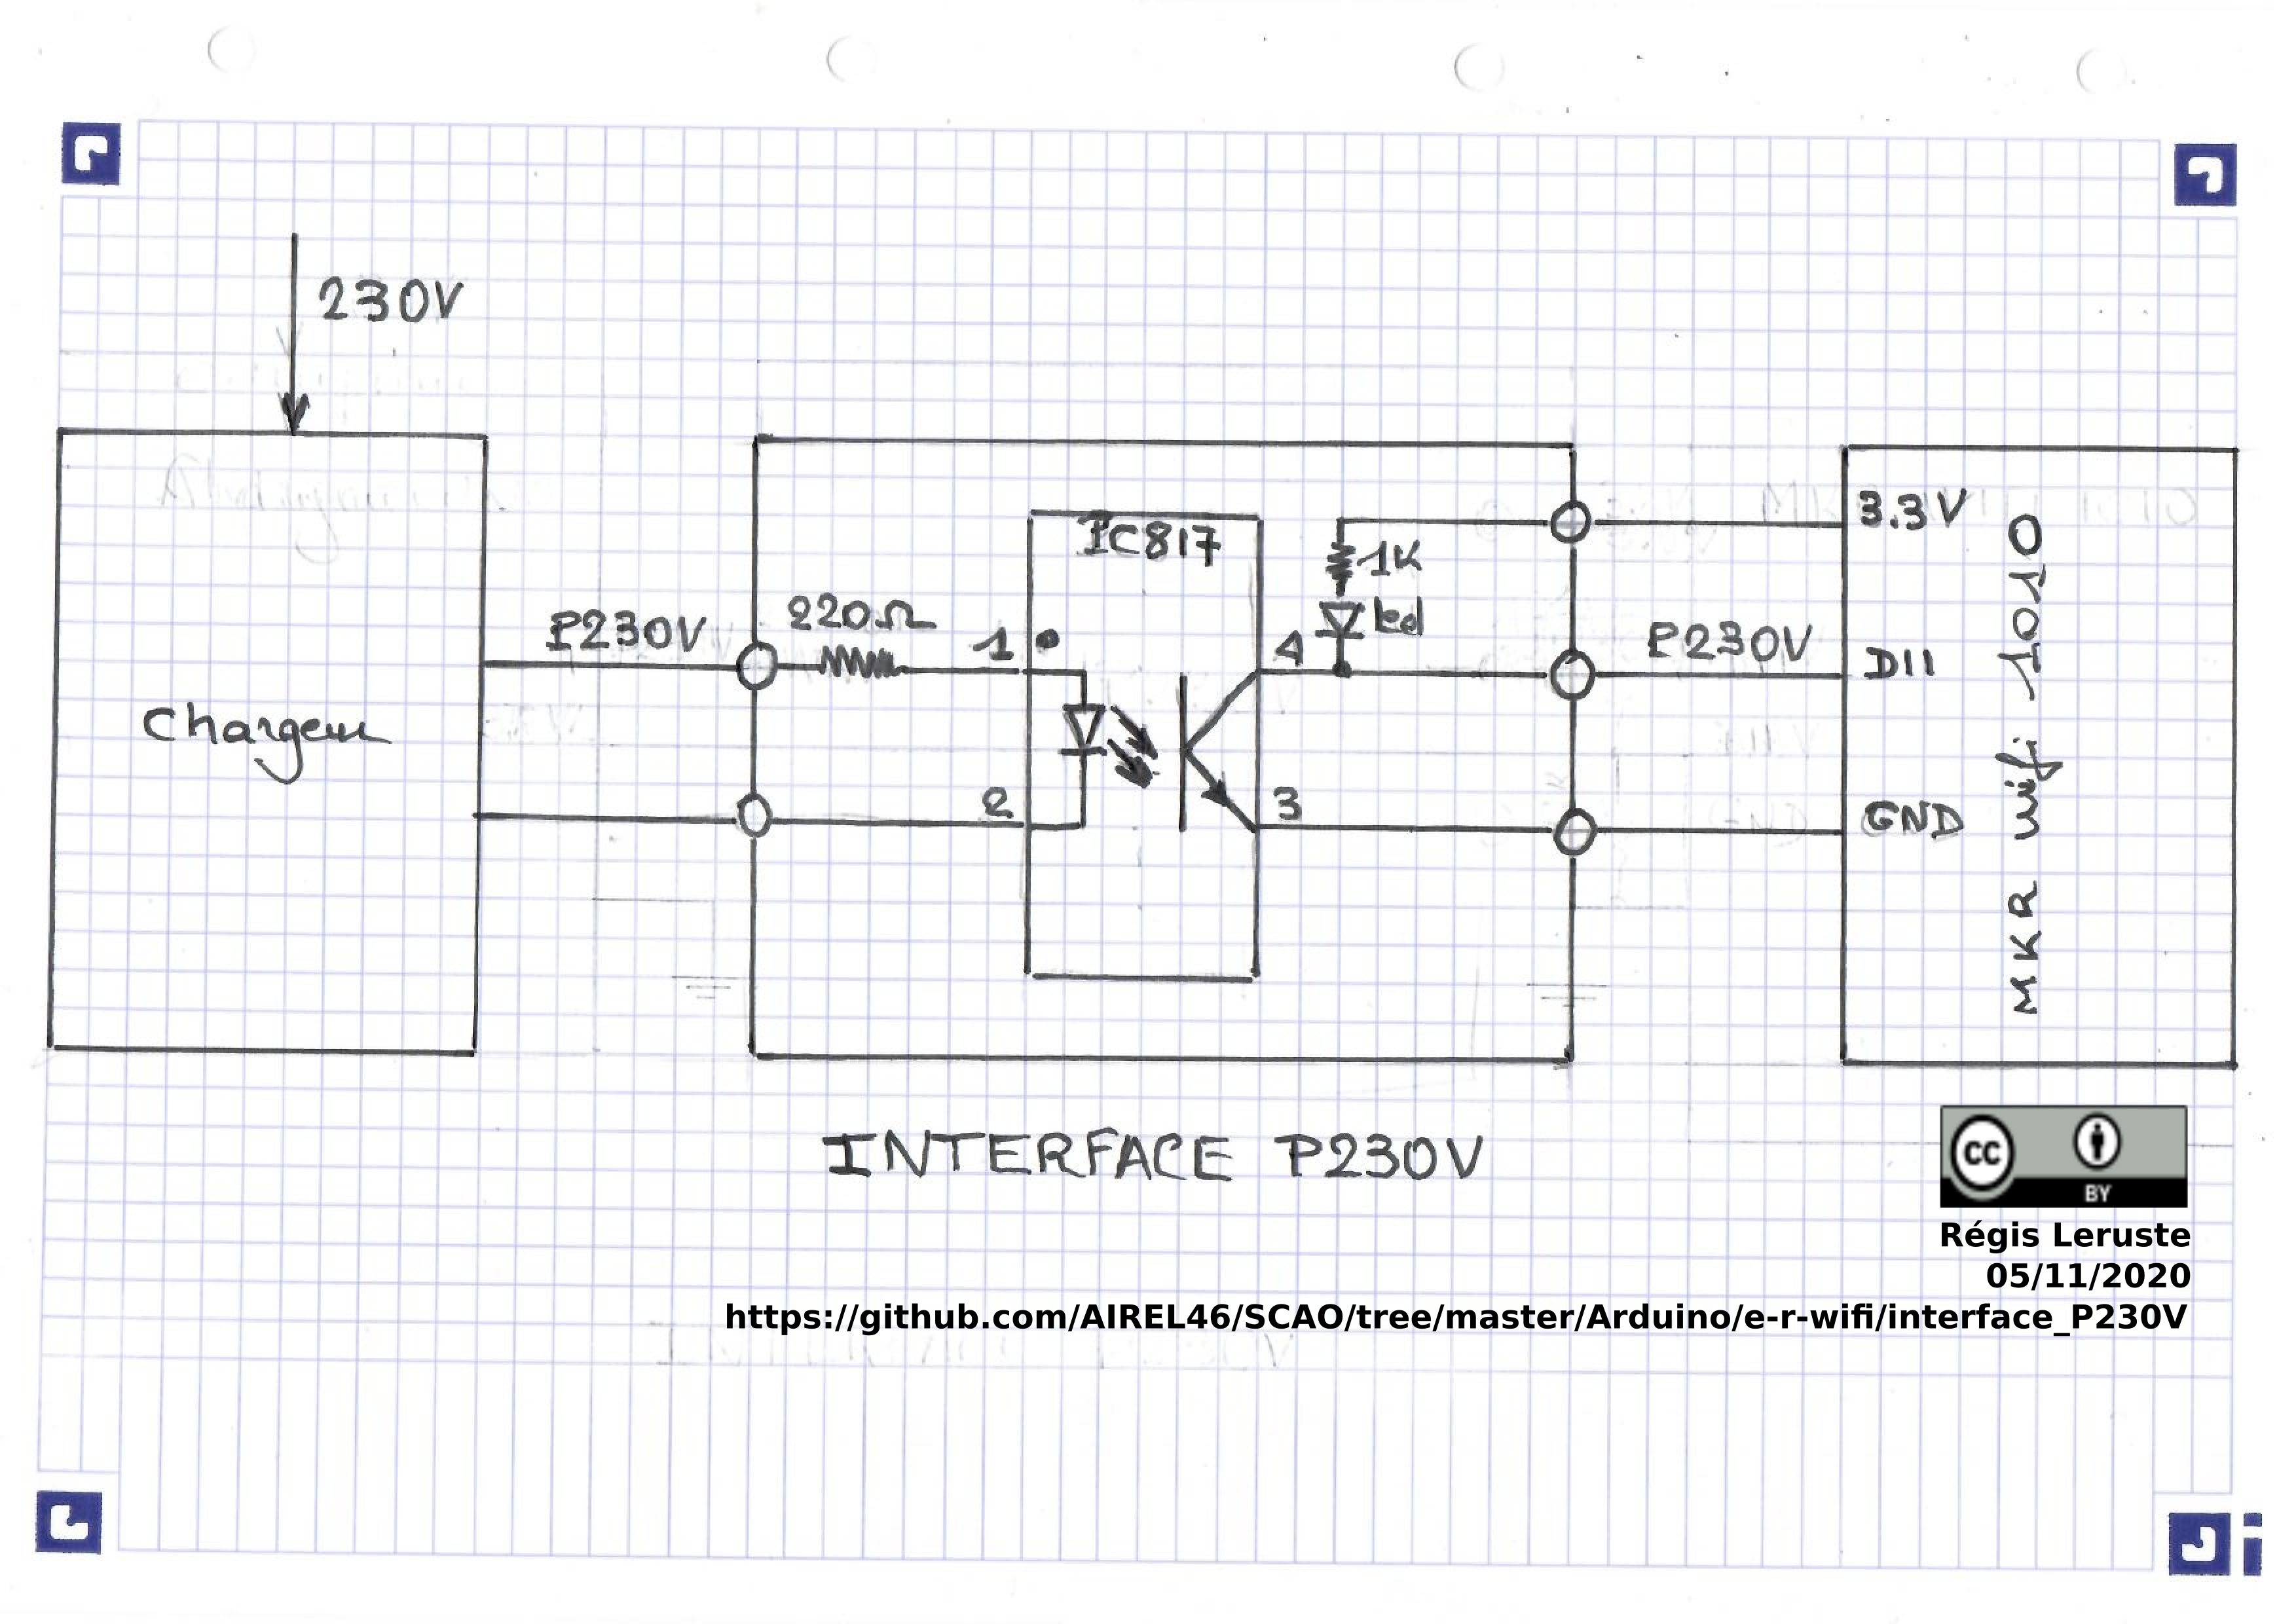 230V
PC817
3.3V
1K
220Ω
led
P230V
1
4
P230V
D11
Chargeur
2
3
GND
MKR wifi 1010
INTERFACE P230V
cc
BY
Régis Leruste
05/11/2020
https://github.com/AIREL46/SCAO/tree/master/Arduino/e-r-wifi/interface_P230V